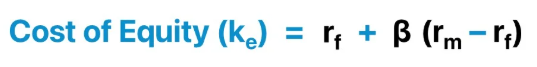 Cost of Equity (kₑ) = r_f + β (r_m – r_f)